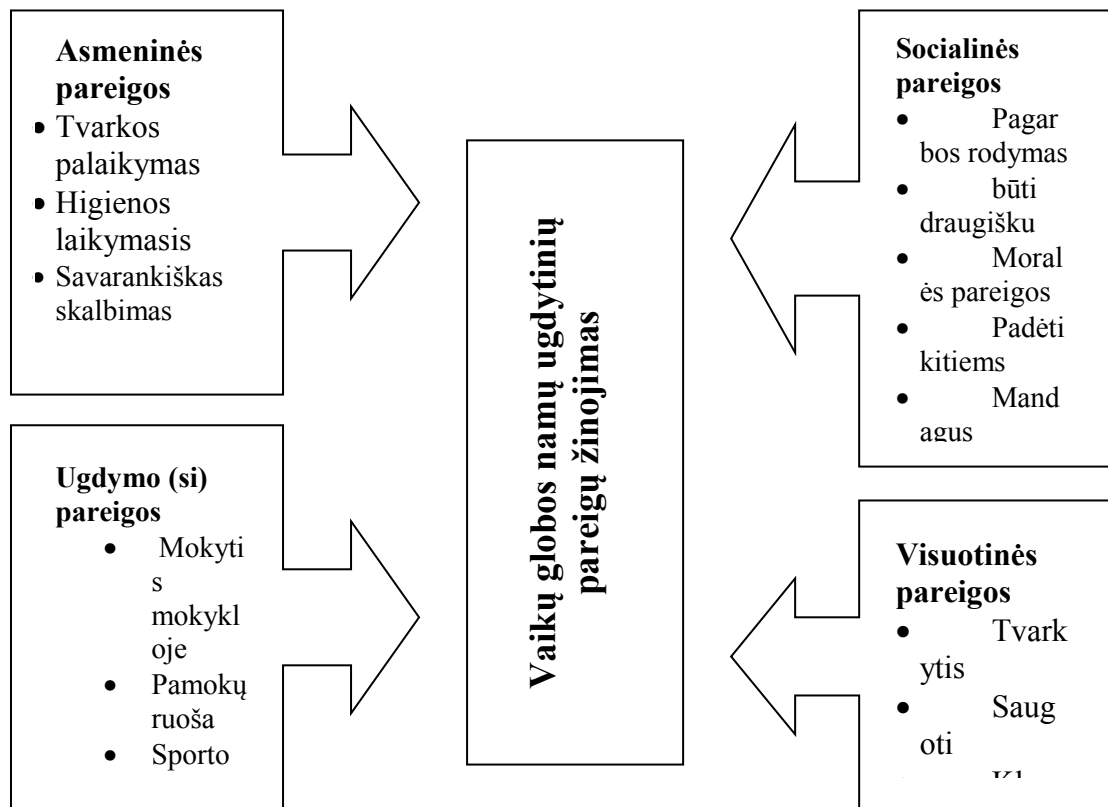 Asmeninės
pareigos
• Tvarkos
palaikymas
• Higienos
laikymasis
• Savarankiškas
skalbimas
Ugdymo (si)
pareigos
• Mokyti
s
mokykl
oje
• Pamokų
ruoša
• Sporto
Vaikų globos namų ugdytinių
pareigų žinojimas
Socialinės
pareigos
• Pagar
bos rodymas
• būti
draugišku
• Moral
ės pareigos
• Padėti
kitiems
• Mand
agus
Visuotinės
pareigos
• Tvark
ytis
• Saug
oti